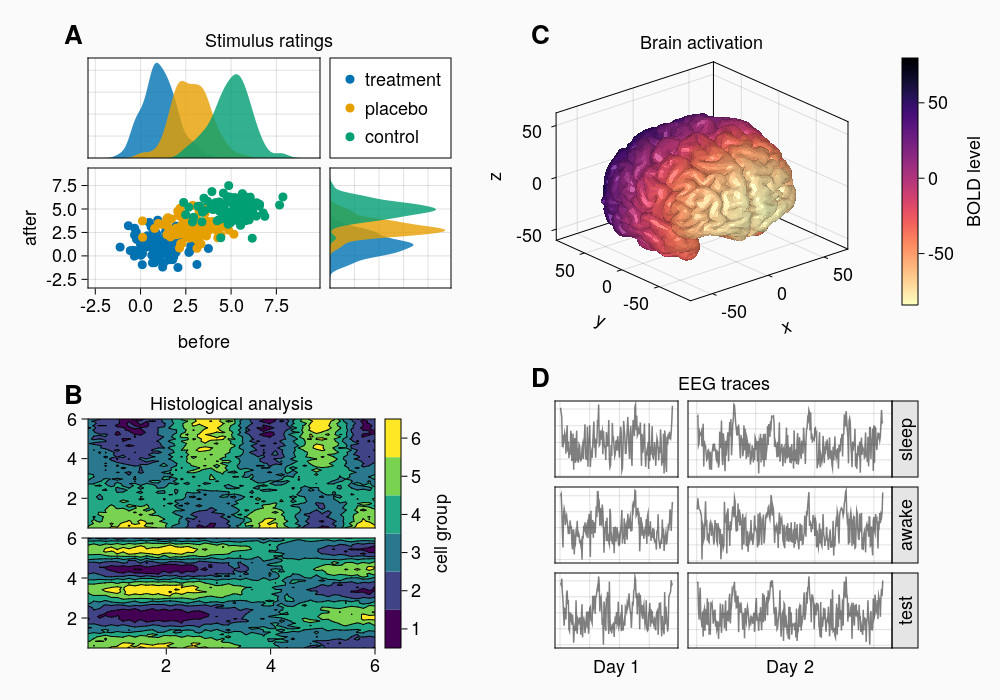 A
Stimulus ratings
treatment
placebo
control
after
7.5
5.0
2.5
0.0
-2.5
-2.5 0.0 2.5 5.0 7.5
before
B
Histological analysis
6
4
2
6
4
2
2 4 6
6
5
4
3
2
1
cell group
C
Brain activation
z
50
0
-50
50
0
-50
y
-50
0
50
x
50
0
-50
BOLD level
D
EEG traces
sleep
awake
test
Day 1 Day 2